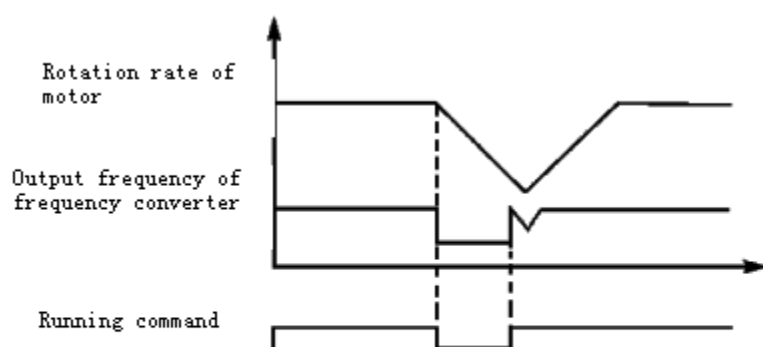 Rotation rate of
motor
Output frequency of
frequency converter
Running command